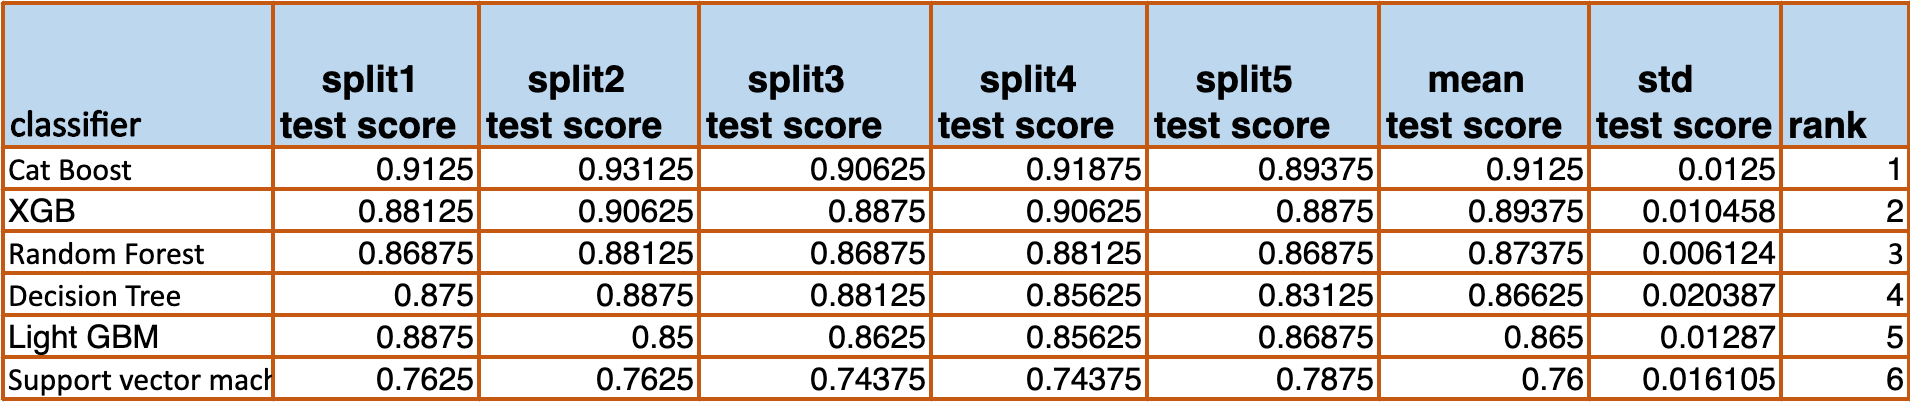 classifier split1 test score split2 test score split3 test score split4 test score split5 test score mean test score std test score rank
Cat Boost 0.9125 0.93125 0.90625 0.91875 0.89375 0.9125 0.0125 1
XGB 0.88125 0.90625 0.8875 0.90625 0.8875 0.89375 0.010458 2
Random Forest 0.86875 0.88125 0.86875 0.88125 0.86875 0.87375 0.006124 3
Decision Tree 0.875 0.8875 0.88125 0.85625 0.83125 0.86625 0.020387 4
Light GBM 0.8875 0.85 0.8625 0.85625 0.86875 0.865 0.01287 5
Support vector mach 0.7625 0.7625 0.74375 0.74375 0.7875 0.76 0.016105 6